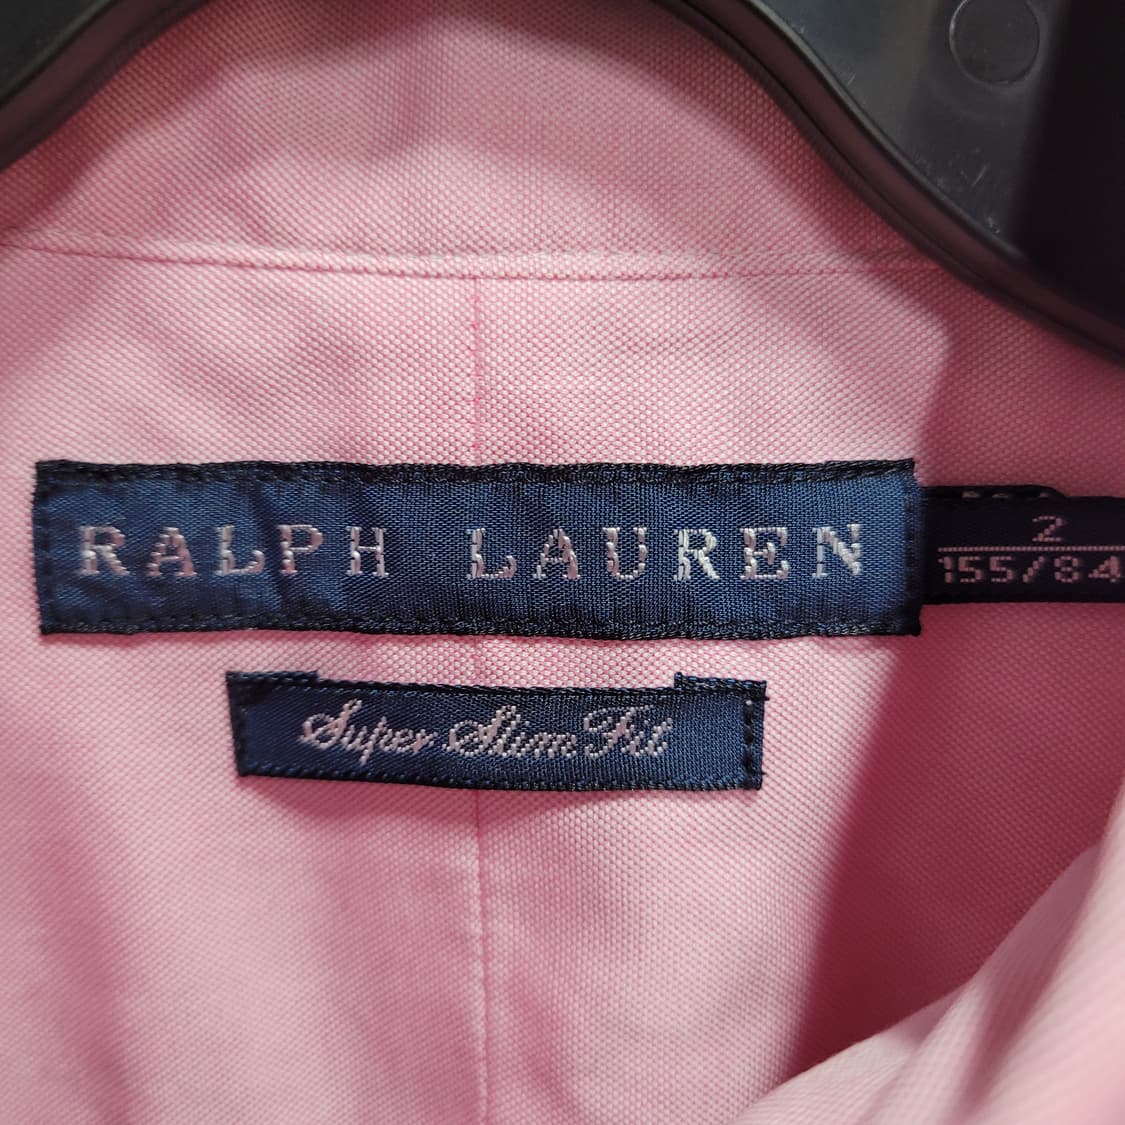 RALPH LAUREN
2
155/84
Super Slim Fit